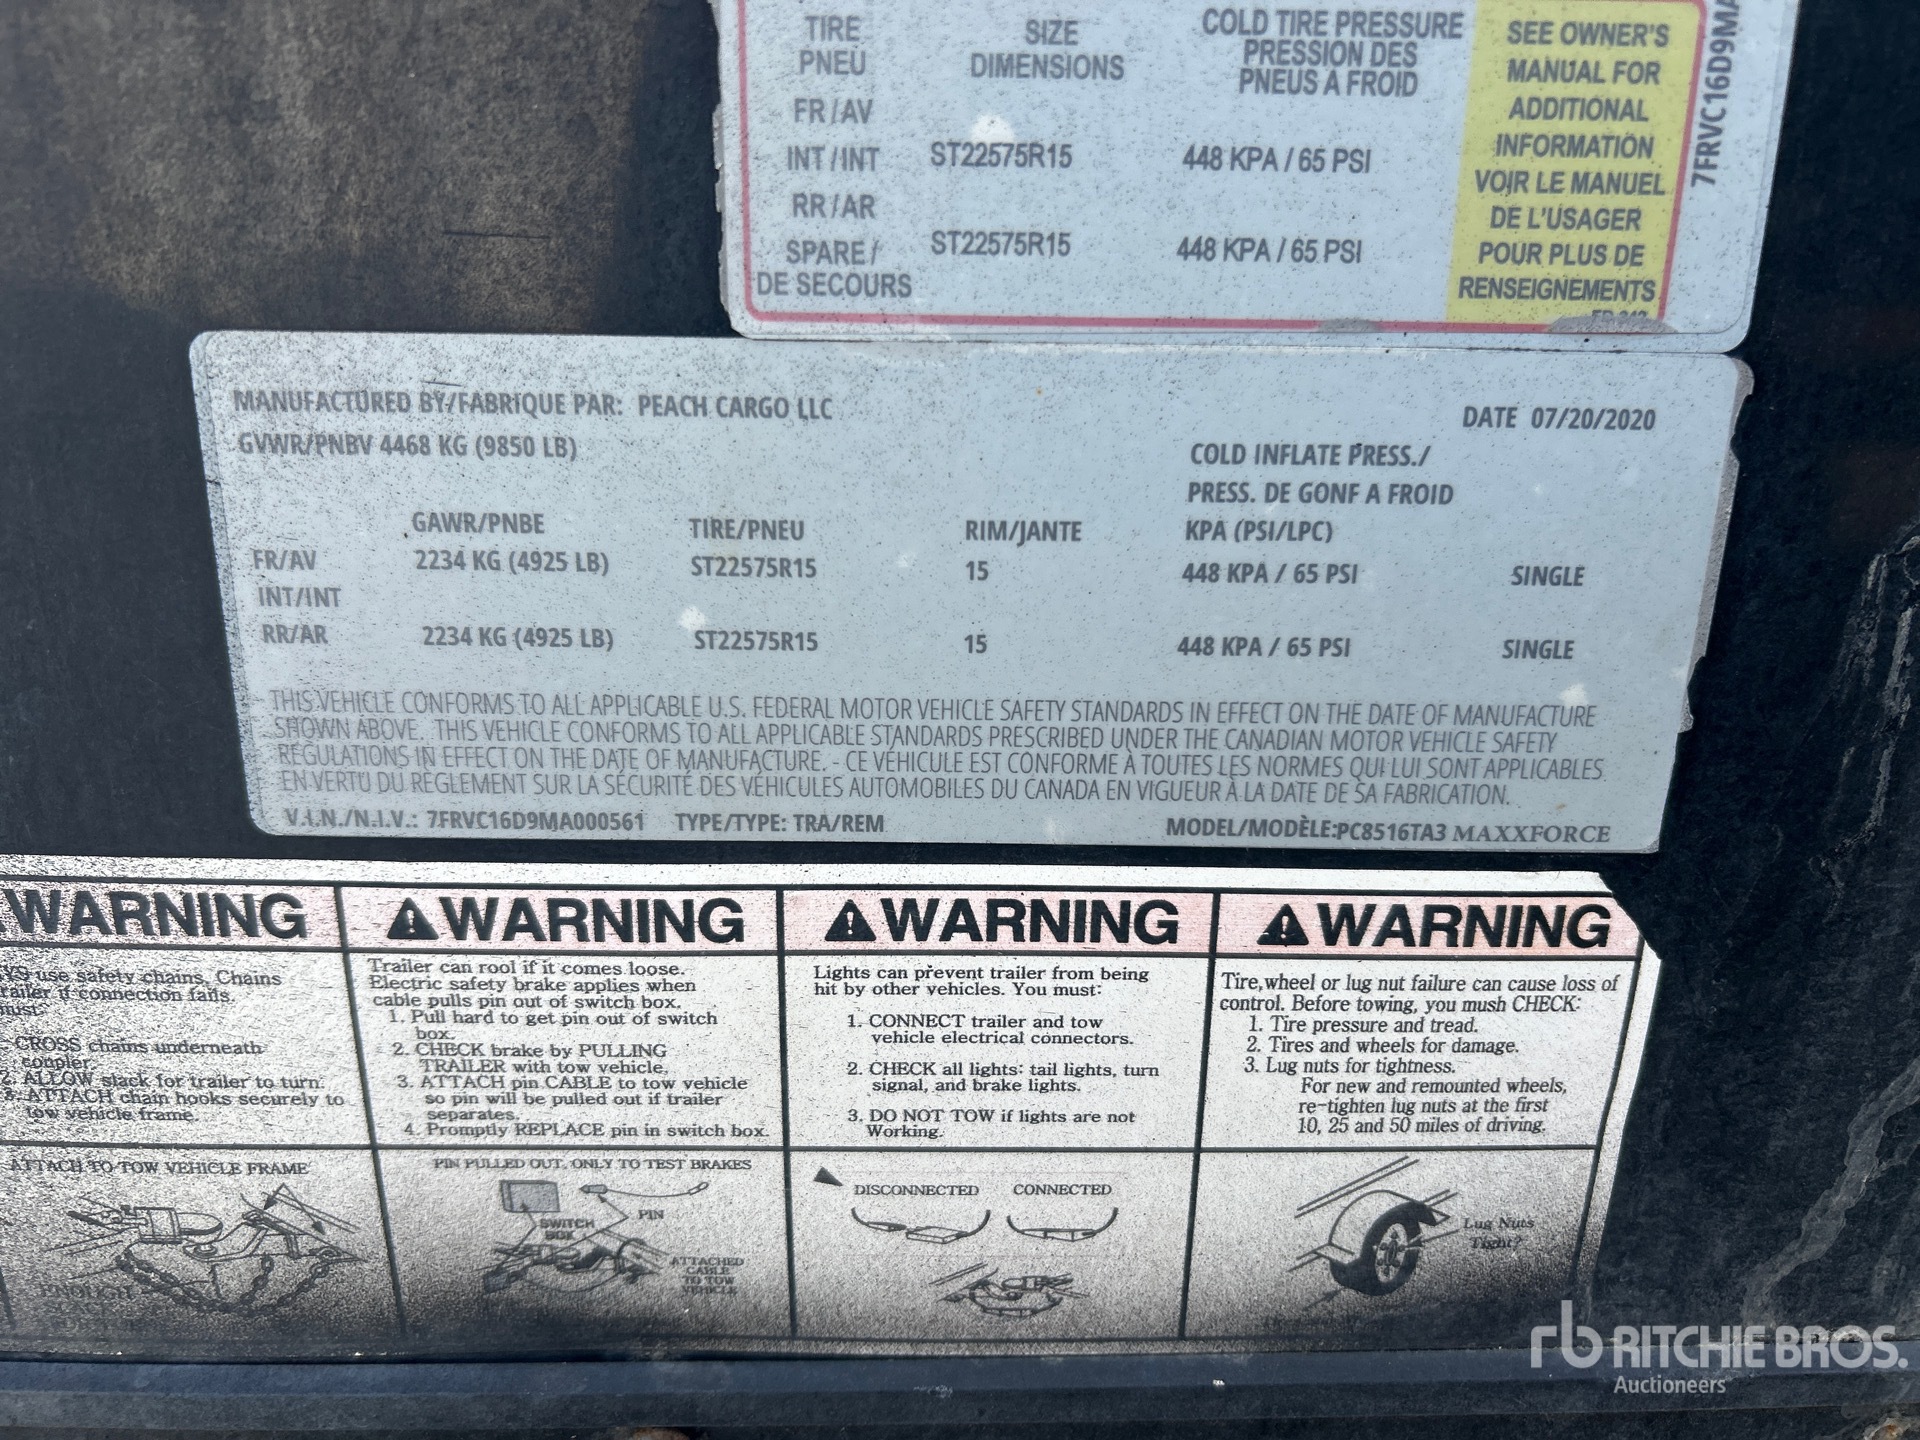 TIRE PNEU
SIZE DIMENSIONS
COLD TIRE PRESSURE
PRESSION DES
PNEUS A FROID
FR/AV
INT/INT ST22575R15 448 KPA / 65 PSI
RR/AR
SPARE/ DE SECOURS ST22575R15 448 KPA / 65 PSI
SEE OWNER'S
MANUAL FOR
ADDITIONAL
INFORMATION
VOIR LE MANUEL
DE L'USAGER
POUR PLUS DE
RENSEIGNEMENTS
7FRVC16D9MA
MANUFACTURED BY/FABRIQUE PAR: PEACH CARGO LLC
DATE 07/20/2020
GVWR/PNBV 4468 KG (9850 LB)
COLD INFLATE PRESS./
PRESS. DE GONF A FROID
GAWR/PNBE TIRE/PNEU RIM/JANTE KPA (PSI/LPC)
FR/AV 2234 KG (4925 LB) ST22575R15 15 448 KPA / 65 PSI SINGLE
INT/INT
RR/AR 2234 KG (4925 LB) ST22575R15 15 448 KPA / 65 PSI SINGLE
THIS VEHICLE CONFORMS TO ALL APPLICABLE U.S. FEDERAL MOTOR VEHICLE SAFETY STANDARDS IN EFFECT ON THE DATE OF MANUFACTURE
SHOWN ABOVE. THIS VEHICLE CONFORMS TO ALL APPLICABLE STANDARDS PRESCRIBED UNDER THE CANADIAN MOTOR VEHICLE SAFETY
REGULATIONS IN EFFECT ON THE DATE OF MANUFACTURE. - CE VÉHICULE EST CONFORME À TOUTES LES NORMES QUI LUI SONT APPLICABLES
EN VERTU DU RÈGLEMENT SUR LA SÉCURITÉ DES VÉHICULES AUTOMOBILES DU CANADA EN VIGUEUR À LA DATE DE SA FABRICATION.
V.I.N./N.I.V.: 7FRVC16D9MA000561 TYPE/TYPE: TRA/REM MODEL/MODÈLE:PC8516TA3 MAXXFORCE
WARNING
use safety chains. Chains
if connection fails.
CROSS chains underneath
coupler.
2. ALLOW slack for trailer to turn.
ATTACH chain hooks securely to
tow vehicle frame.
ATTACH TO TOW VEHICLE FRAME
ENOUGH
SLACK
WARNING
Trailer can rool if it comes loose.
Electric safety brake applies when
cable pulls pin out of switch box.
1. Pull hard to get pin out of switch
box.
2. CHECK brake by PULLING
TRAILER with tow vehicle.
3. ATTACH pin CABLE to tow vehicle
so pin will be pulled out if trailer
separates.
4. Promptly REPLACE pin in switch box.
PIN PULLED OUT, ONLY TO TEST BRAKES
PIN
SWITCH
BOX
ATTACHED
CABLE
TO TOW
VEHICLE
WARNING
Lights can prevent trailer from being
hit by other vehicles. You must:
1. CONNECT trailer and tow
vehicle electrical connectors.
2. CHECK all lights: tail lights, turn
signal, and brake lights.
3. DO NOT TOW if lights are not
Working.
DISCONNECTED CONNECTED
WARNING
Tire,wheel or lug nut failure can cause loss of
control. Before towing, you mush CHECK:
1. Tire pressure and tread.
2. Tires and wheels for damage.
3. Lug nuts for tightness.
For new and remounted wheels,
re-tighten lug nuts at the first
10, 25 and 50 miles of driving.
Lug Nuts
Tight?
rb RITCHIE BROS.
Auctioneers